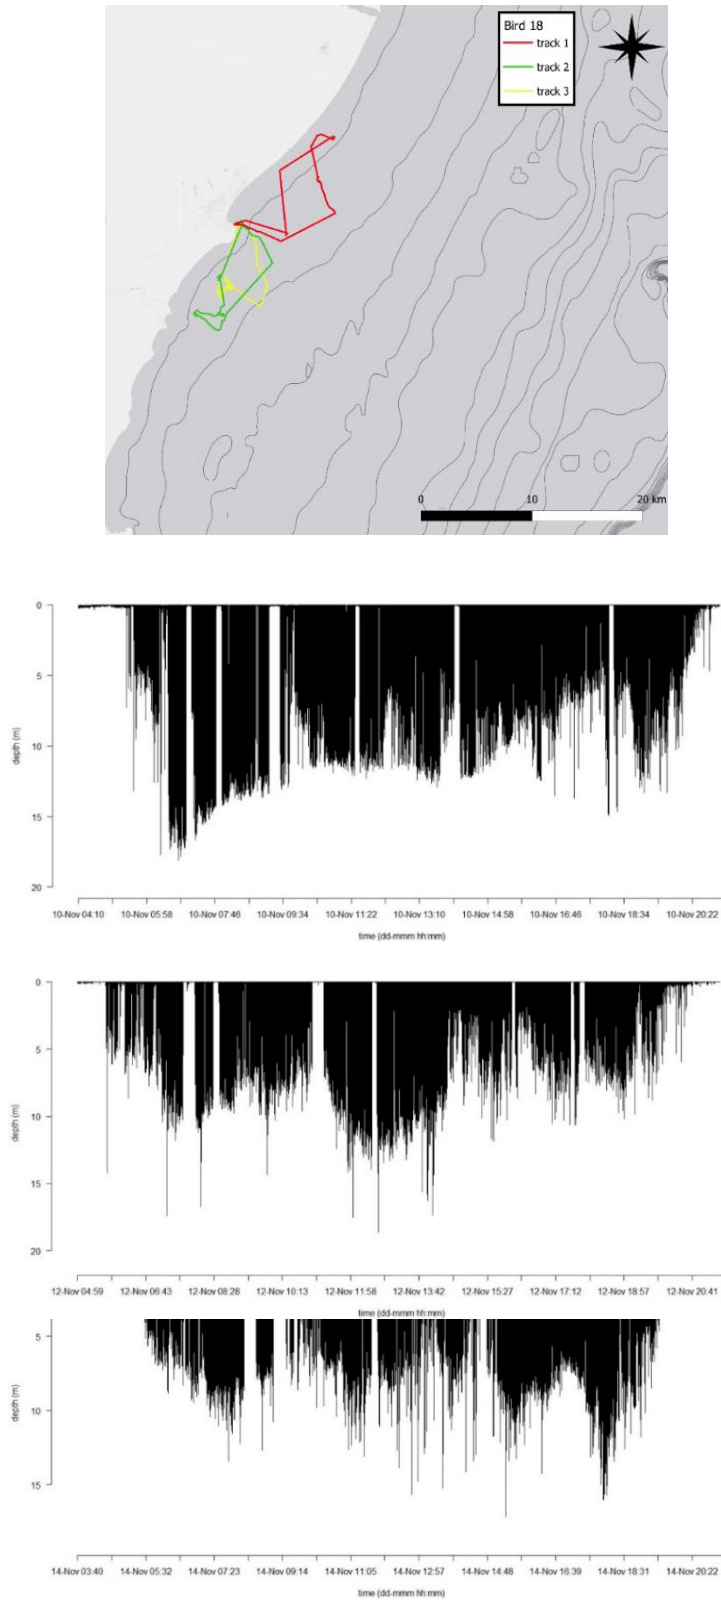 Bird 18
track 1
track 2
track 3
0 10 20 km
0
5
10
15
20
depth (m)
10-Nov 04:10 10-Nov 05:58 10-Nov 07:46 10-Nov 09:34 10-Nov 11:22 10-Nov 13:10 10-Nov 14:58 10-Nov 16:46 10-Nov 18:34 10-Nov 20:22
time (dd-mmm hh:mm)
0
5
10
15
20
depth (m)
12-Nov 04:59 12-Nov 06:43 12-Nov 08:28 12-Nov 10:13 12-Nov 11:58 12-Nov 13:42 12-Nov 15:27 12-Nov 17:12 12-Nov 18:57 12-Nov 20:41
time (dd-mmm hh:mm)
5
10
15
depth (m)
14-Nov 03:40 14-Nov 05:32 14-Nov 07:23 14-Nov 09:14 14-Nov 11:05 14-Nov 12:57 14-Nov 14:48 14-Nov 16:39 14-Nov 18:31 14-Nov 20:22
time (dd-mmm hh:mm)